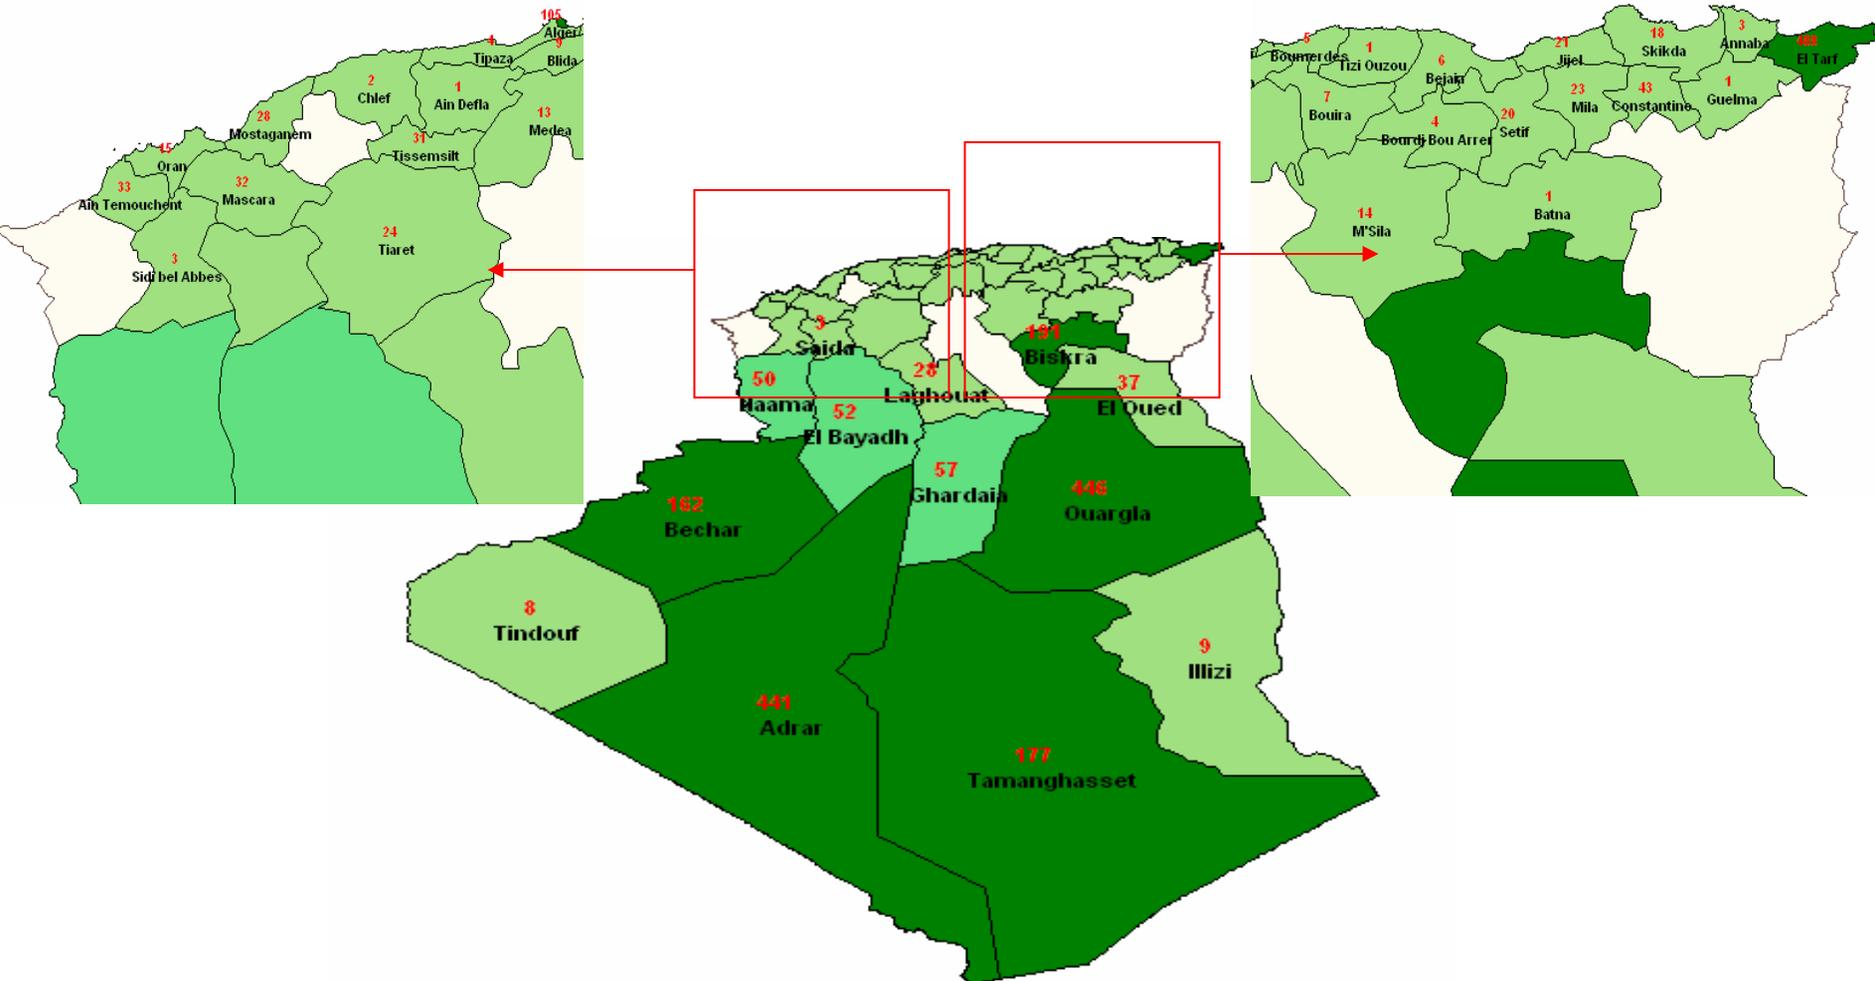 105
Alger
4
Tipaza
9
Blida
2
Chlef
1
Ain Defla
28
Mostaganem
13
Medea
31
Tissemsilt
15
Oran
33
Ain Temouchent
32
Mascara
24
Tiaret
3
Sidi bel Abbes
5
Boumerdes
1
Tizi Ouzou
6
Bejaia
21
Jijel
18
Skikda
3
Annaba
El Tarf
7
Bouira
4
Bourdj Bou Arrer
20
Setif
23
Mila
43
Constantine
1
Guelma
14
M'Sila
1
Batna
3
Saida
191
Biskra
50
Naama
52
El Bayadh
28
Laghouat
37
El Oued
57
Ghardaia
446
Ouargla
162
Bechar
8
Tindouf
441
Adrar
177
Tamanghasset
9
Illizi